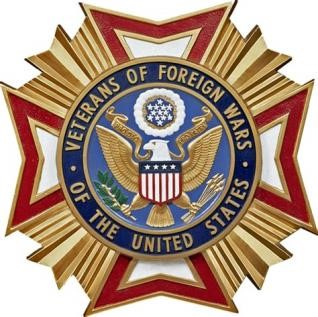 VETERANS OF FOREIGN WARS
OF THE UNITED STATES